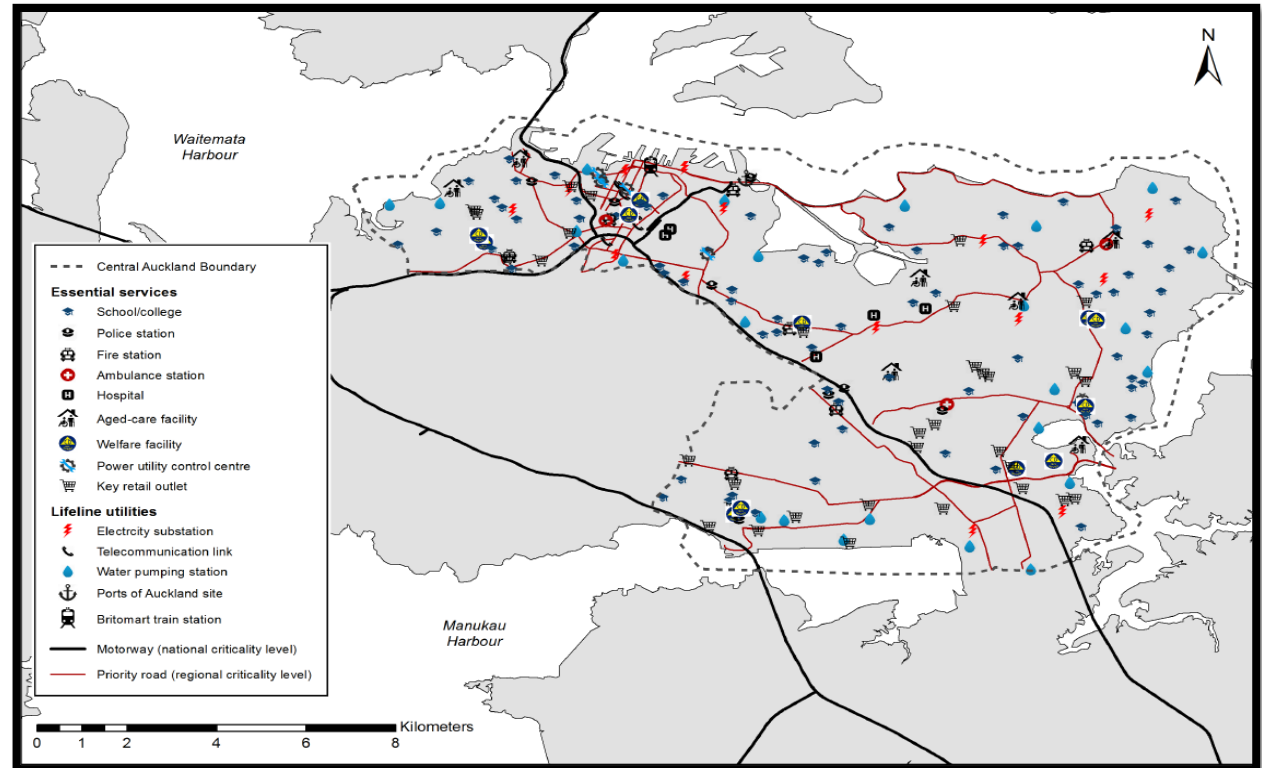 N
Waitemata
Harbour
Central Auckland Boundary
Essential services
School/college
Police station
Fire station
Ambulance station
H
Hospital
Aged-care facility
Welfare facility
Power utility control centre
Key retail outlet
Lifeline utilities
Electrcity substation
Telecommunication link
Water pumping station
Ports of Auckland site
Britomart train station
Motorway (national criticality level)
Priority road (regional criticality level)
Manukau
Harbour
Kilometers
0 1 2 4 6 8
H
H
H
H
H